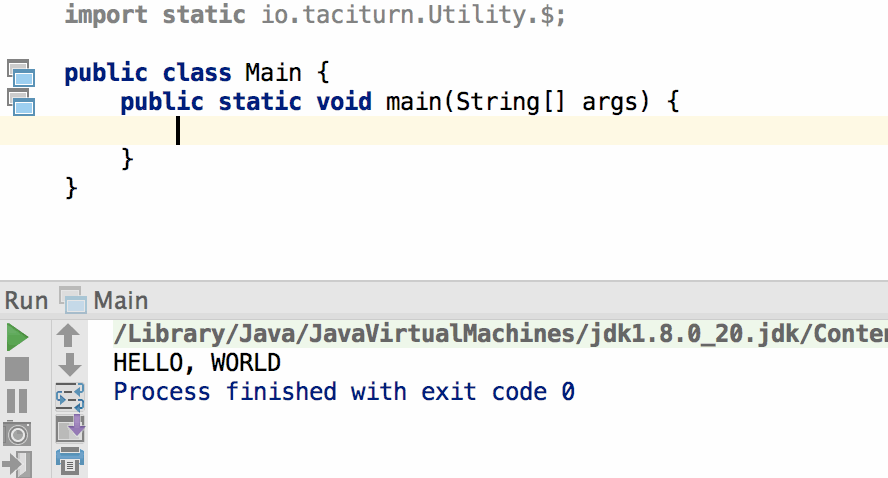 import static io.taciturn.Utility.$;
public class Main {
public static void main(String[] args) {
}
}
Run Main
/Library/Java/JavaVirtualMachines/jdk1.8.0_20.jdk/Conten
HELLO, WORLD
Process finished with exit code 0